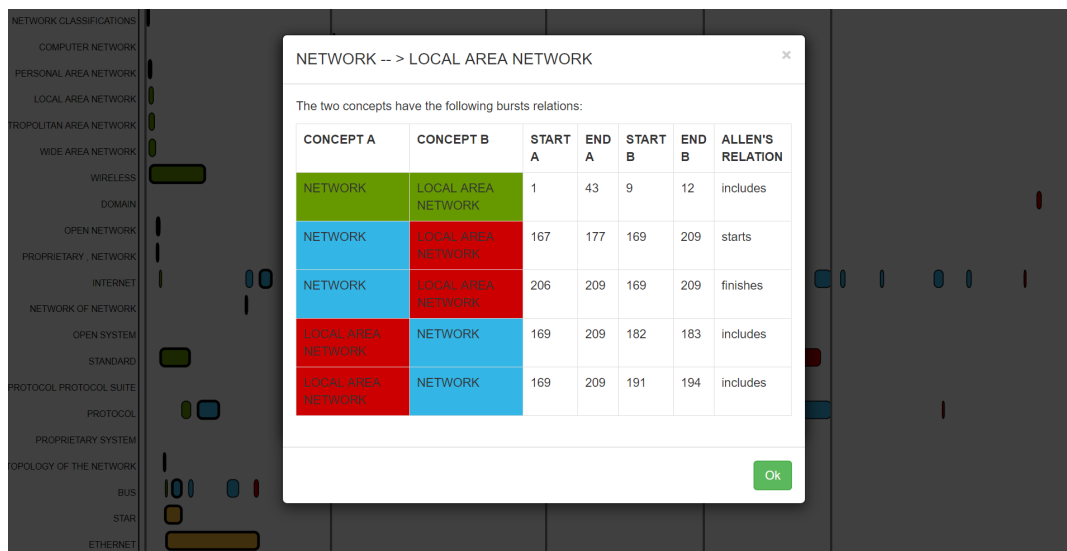 NETWORK CLASSIFICATIONS
COMPUTER NETWORK
PERSONAL AREA NETWORK
LOCAL AREA NETWORK
TROPOLITAN AREA NETWORK
WIDE AREA NETWORK
WIRELESS
DOMAIN
OPEN NETWORK
PROPRIETARY , NETWORK
INTERNET
NETWORK OF NETWORK
OPEN SYSTEM
STANDARD
PROTOCOL PROTOCOL SUITE
PROTOCOL
PROPRIETARY SYSTEM
TOPOLOGY OF THE NETWORK
BUS
STAR
ETHERNET
NETWORK -- > LOCAL AREA NETWORK ×
The two concepts have the following bursts relations:
CONCEPT A CONCEPT B START END START END ALLEN'S
A A B B RELATION
NETWORK LOCAL AREA 1 43 9 12 includes
NETWORK
NETWORK LOCAL AREA 167 177 169 209 starts
NETWORK
NETWORK LOCAL AREA 206 209 169 209 finishes
NETWORK
LOCAL AREA NETWORK 169 209 182 183 includes
NETWORK
LOCAL AREA NETWORK 169 209 191 194 includes
NETWORK
Ok